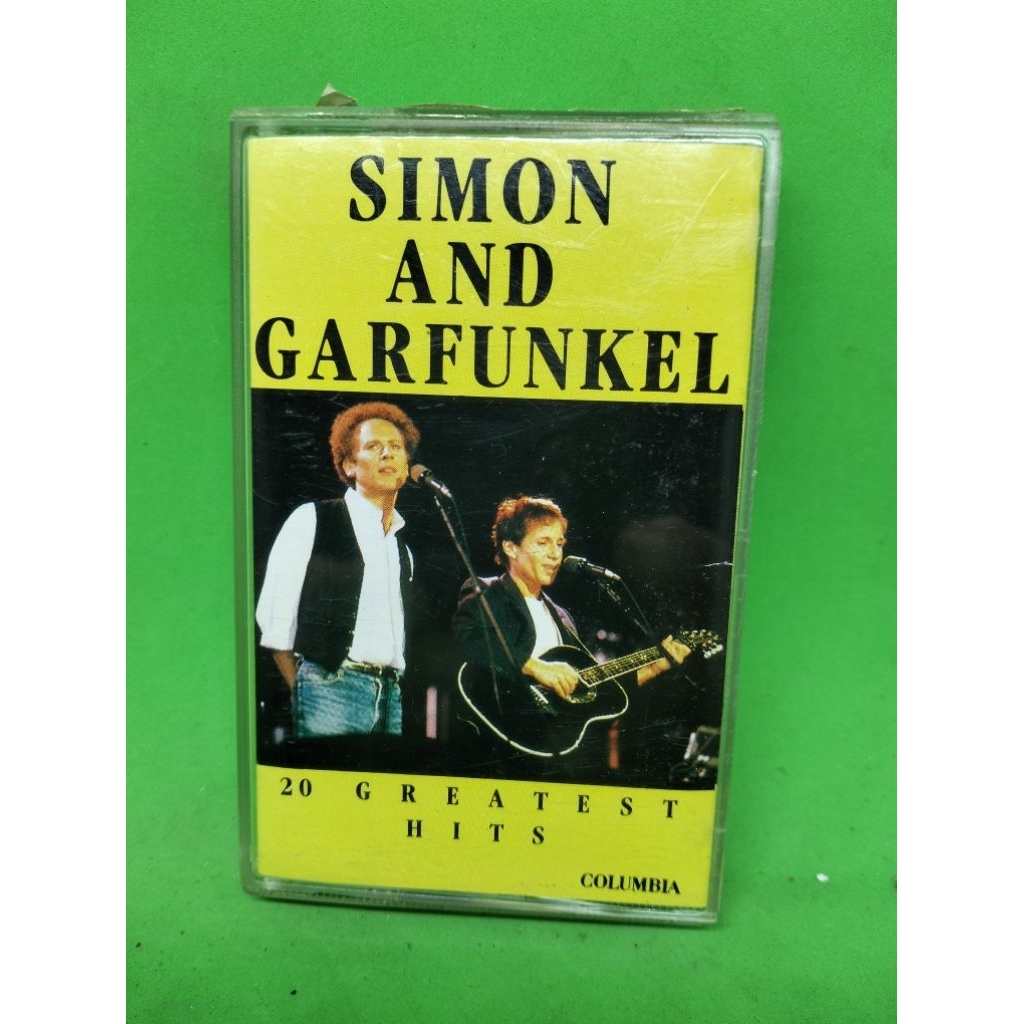 SIMON
AND
GARFUNKEL
20 GREATEST
HITS
COLUMBIA